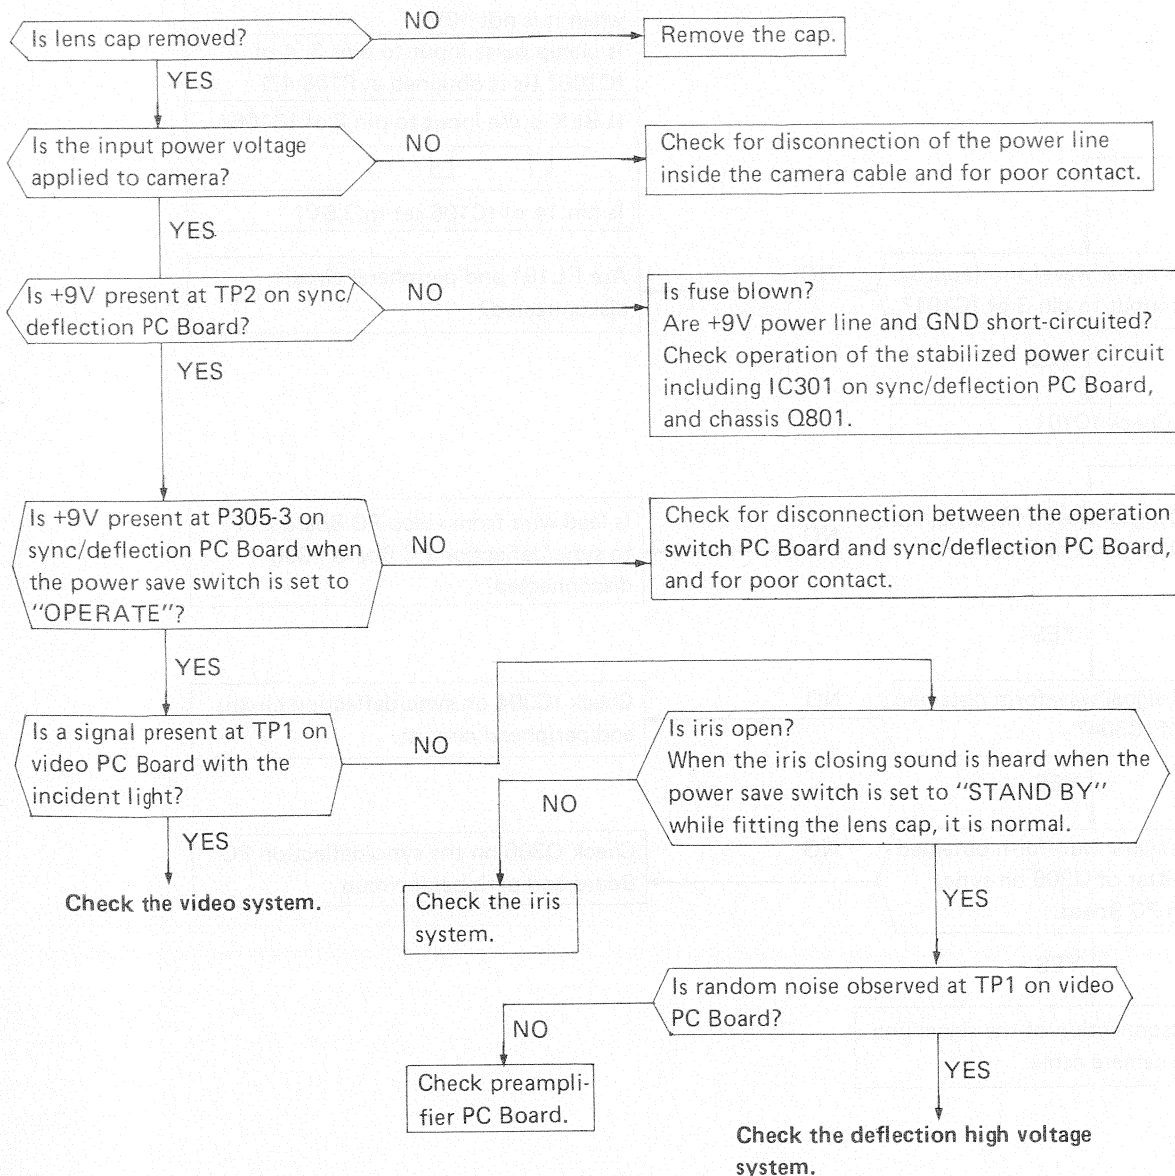 Is lens cap removed?
NO
Remove the cap.
YES
Is the input power voltage
applied to camera?
NO
Check for disconnection of the power line
inside the camera cable and for poor contact.
YES
Is +9V present at TP2 on sync/
deflection PC Board?
NO
Is fuse blown?
Are +9V power line and GND short-circuited?
Check operation of the stabilized power circuit
including IC301 on sync/deflection PC Board,
and chassis Q801.
YES
Is +9V present at P305-3 on
sync/deflection PC Board when
the power save switch is set to
"OPERATE"?
NO
Check for disconnection between the operation
switch PC Board and sync/deflection PC Board,
and for poor contact.
YES
Is a signal present at TP1 on
video PC Board with the
incident light?
NO
Is iris open?
When the iris closing sound is heard when the
power save switch is set to "STAND BY"
while fitting the lens cap, it is normal.
NO
YES
Check the video system.
Check the iris
system.
YES
Is random noise observed at TP1 on video
PC Board?
NO
Check preampli-
fier PC Board.
YES
Check the deflection high voltage
system.